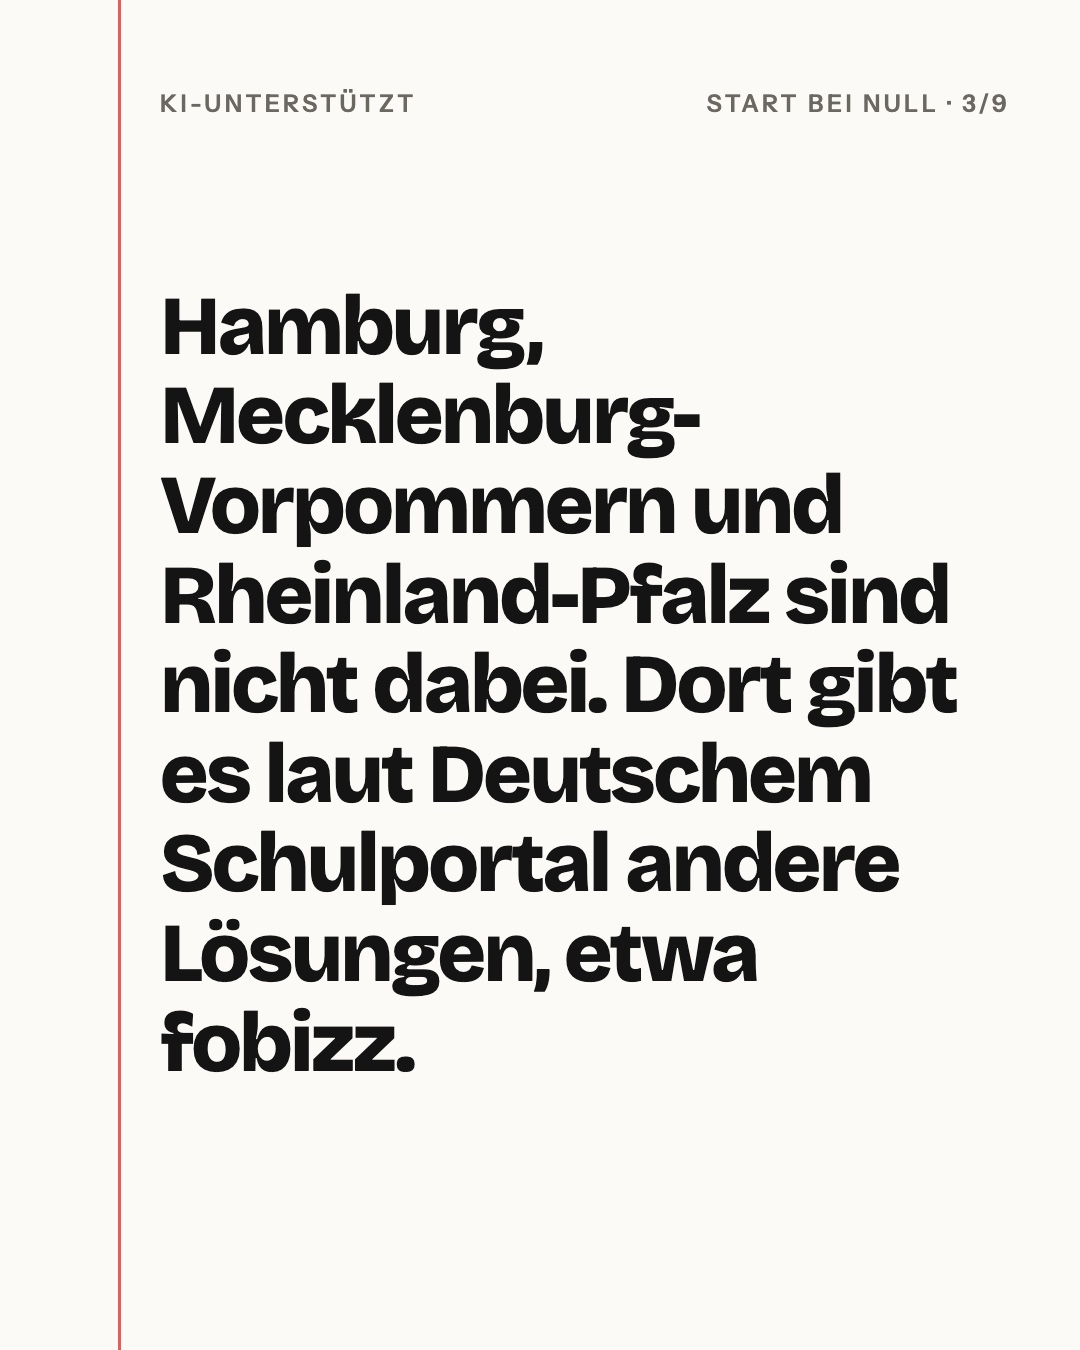 KI-UNTERSTÜTZT
START BEI NULL · 3/9
Hamburg,
Mecklenburg-
Vorpommern und
Rheinland-Pfalz sind
nicht dabei. Dort gibt
es laut Deutschem
Schulportal andere
Lösungen, etwa
fobizz.